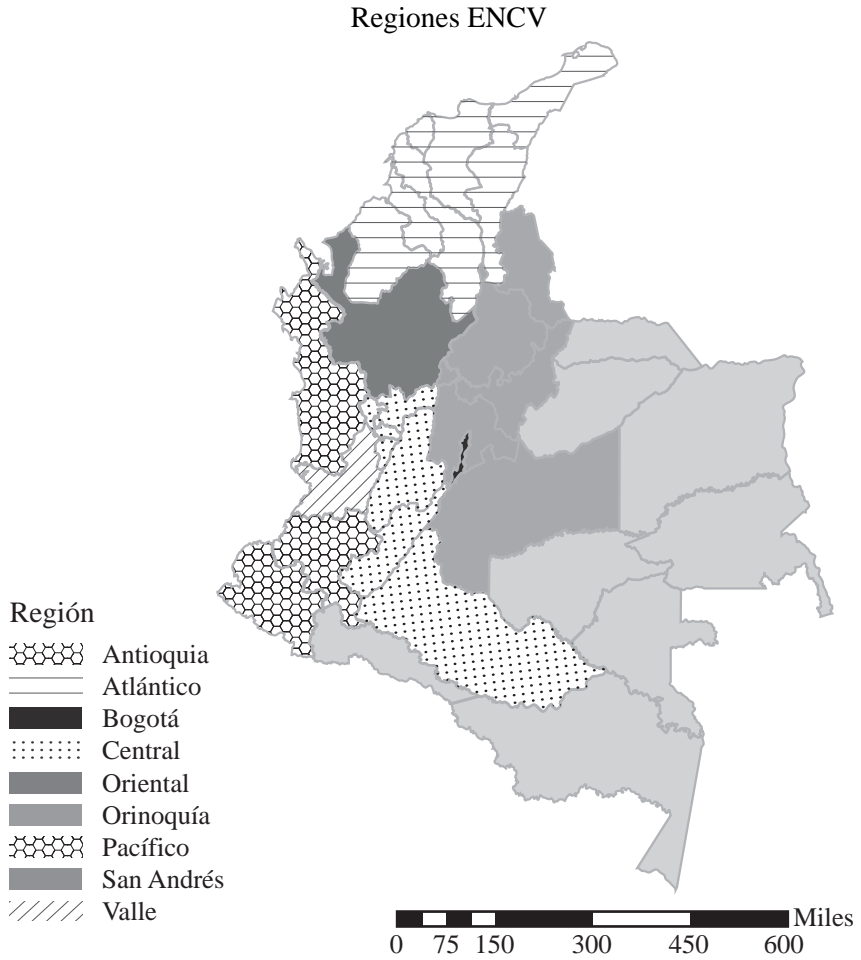 Regiones ENCV
Región
Antioquia
Atlántico
Bogotá
Central
Oriental
Orinoquía
Pacífico
San Andrés
Valle
Miles
0 75 150 300 450 600